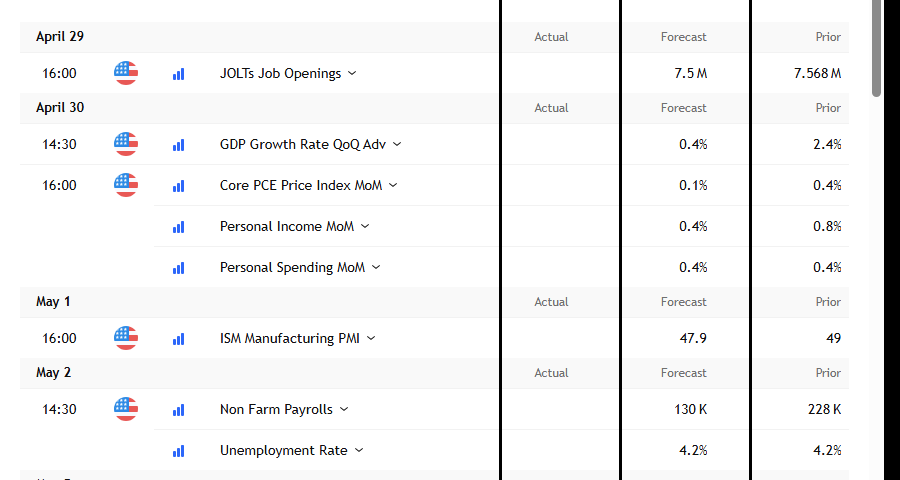 April 29 Actual Forecast Prior
16:00 JOLTs Job Openings 7.5 M 7.568 M
April 30 Actual Forecast Prior
14:30 GDP Growth Rate QoQ Adv 0.4% 2.4%
16:00 Core PCE Price Index MoM 0.1% 0.4%
Personal Income MoM 0.4% 0.8%
Personal Spending MoM 0.4% 0.4%
May 1 Actual Forecast Prior
16:00 ISM Manufacturing PMI 47.9 49
May 2 Actual Forecast Prior
14:30 Non Farm Payrolls 130 K 228 K
Unemployment Rate 4.2% 4.2%